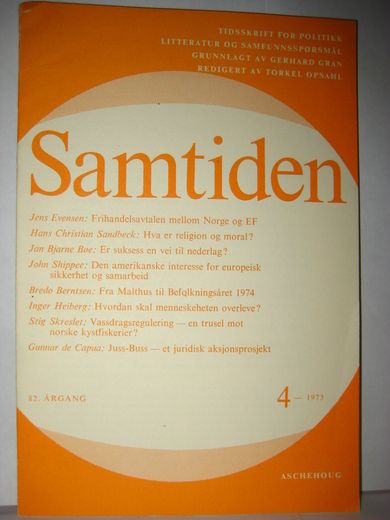 TIDSSKRIFT FOR POLITIKK
LITTERATUR OG SAMFUNNSSPØRSMÅL
GRUNNLAGT AV GERHARD GRAN
REDIGERT AV TORKEL OPSAHL
Samtiden
Jens Evensen: Frihandelsavtalen mellom Norge og EF
Hans Christian Sandbeck: Hva er religion og moral?
Jan Bjarne Bøe: Er suksess en vei til nederlag?
John Shippee: Den amerikanske interesse for europeisk
sikkerhet og samarbeid
Bredo Berntsen: Fra Malthus til Befolkningsåret 1974
Inger Heiberg: Hvordan skal menneskeheten overleve?
Stig Skreslet: Vassdragsregulering — en trusel mot
norske kystfiskerier?
Gunnar de Capua: Juss-Buss — et juridisk aksjonsprosjekt
82. ÅRGANG
4 — 1973
ASCHEHOUG